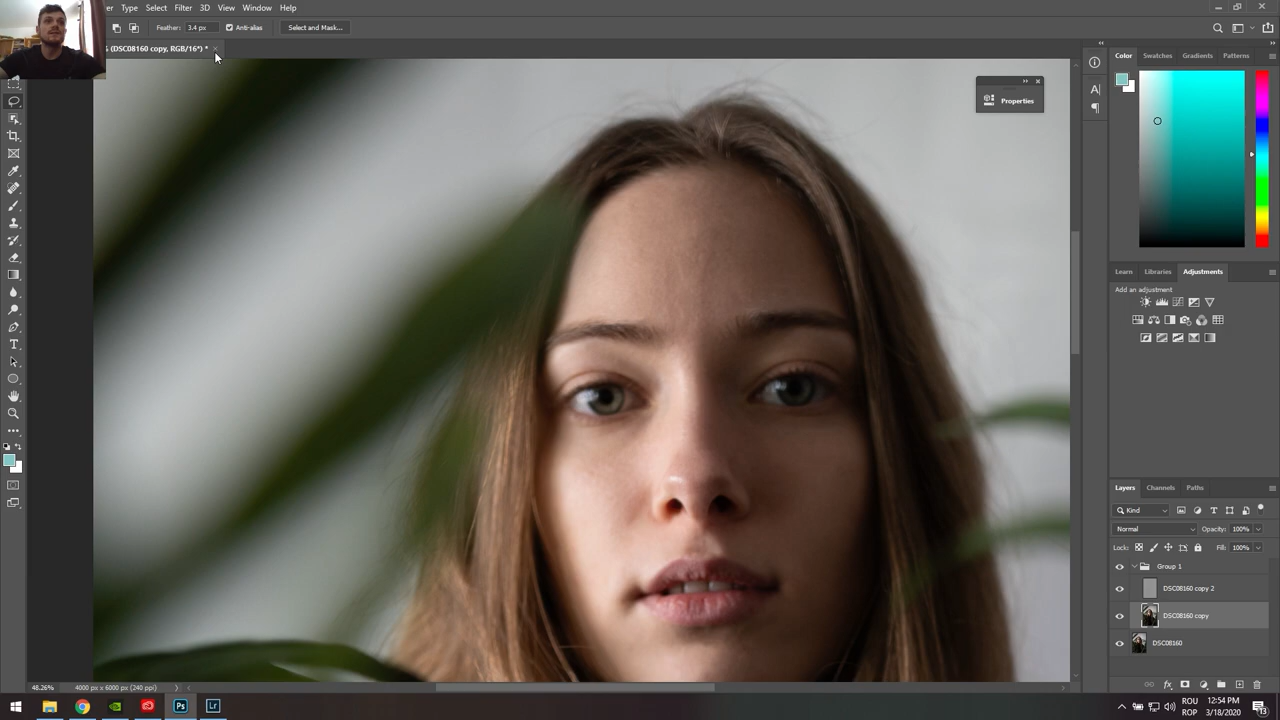 Type Select Filter 3D View Window Help
Feather: 3.4 px Anti-alias Select and Mask...
(DSC08160 copy, RGB/16*) * ×
Properties
Color Swatches Gradients Patterns
Learn Libraries Adjustments
Add an adjustment
Layers Channels Paths
Kind
Normal Opacity: 100%
Lock: Fill: 100%
Group 1
DSC08160 copy 2
DSC08160 copy
DSC08160
48.26% 4000 px x 6000 px (240 ppi)
Ps Lr
ROU 12:54 PM
ROP 3/18/2020